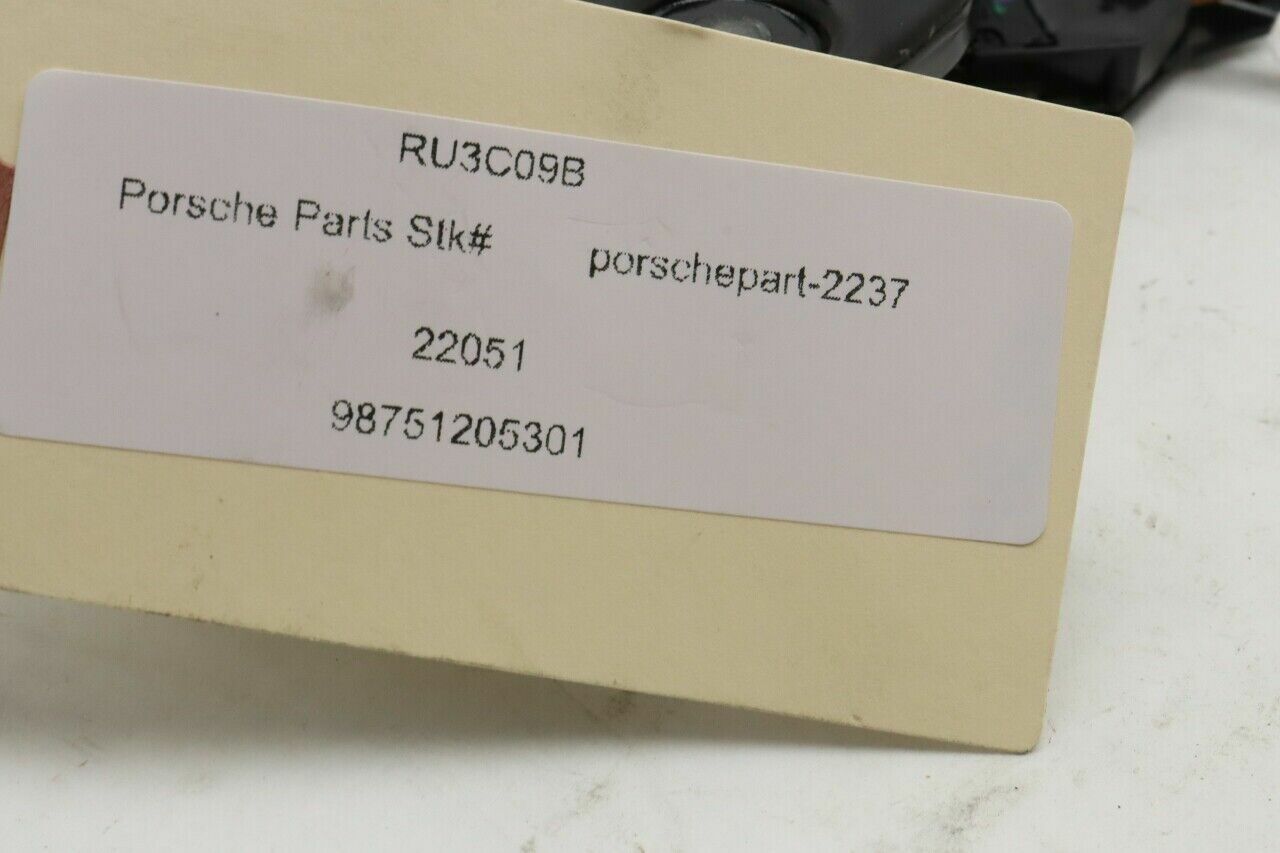 RU3C09B
Porsche Parts Stk# porschepart-2237
22051
98751205301